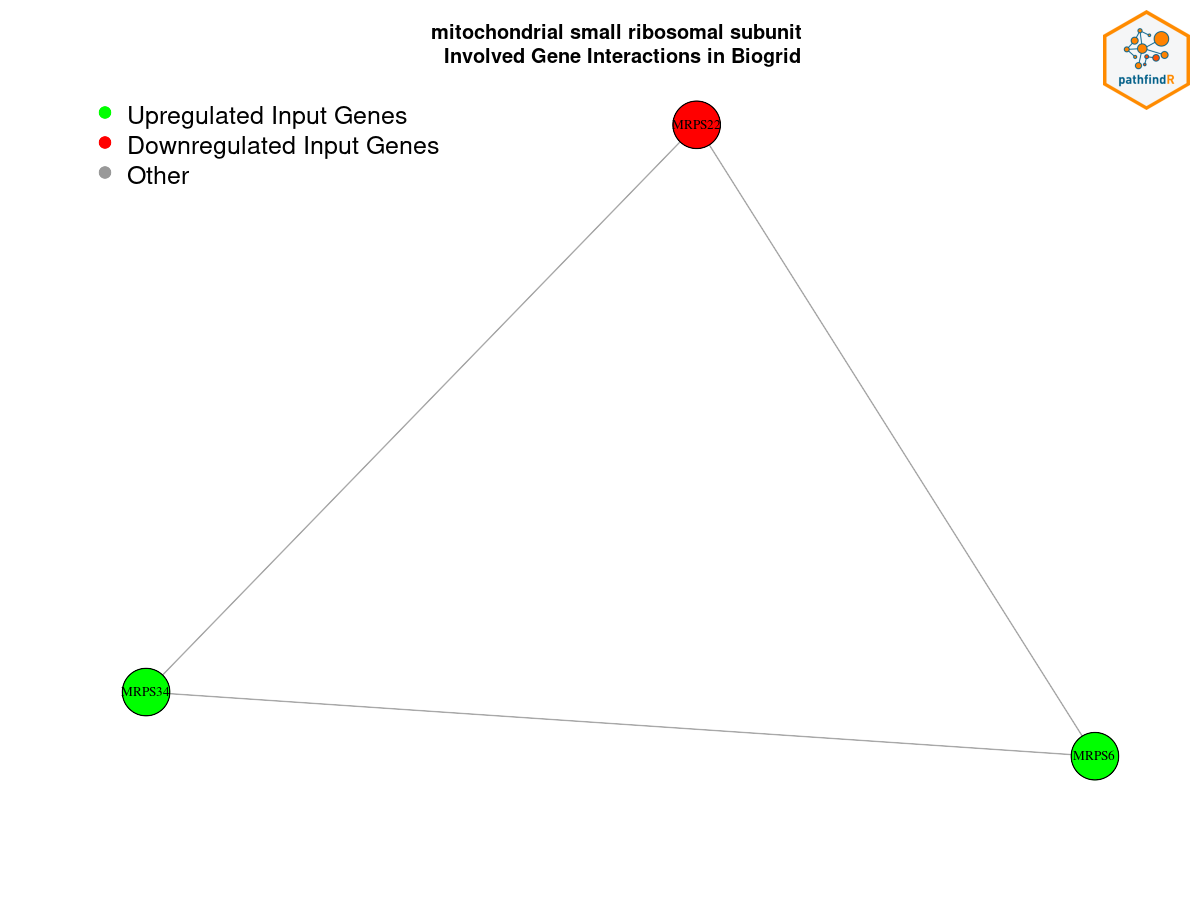 mitochondrial small ribosomal subunit
Involved Gene Interactions in Biogrid
pathfindR
Upregulated Input Genes
Downregulated Input Genes
Other
MRPS22
MRPS34
MRPS6